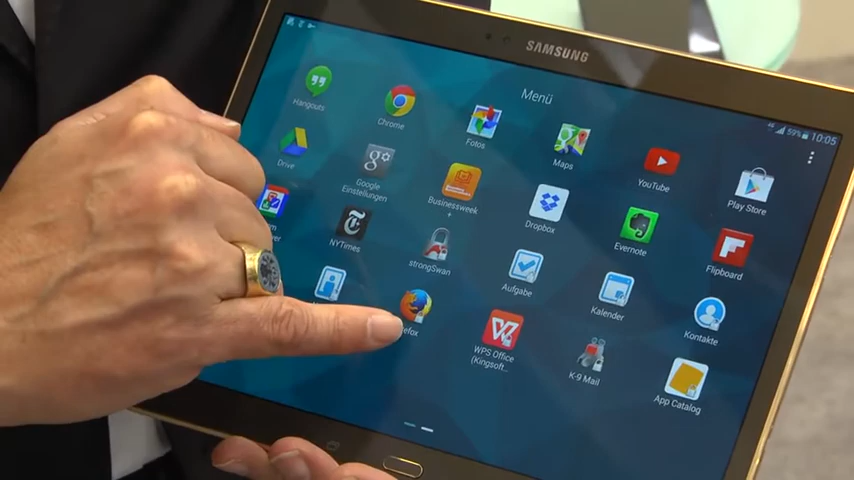 SAMSUNG
4G 59% 10:05
Menü
Hangouts
Chrome
Fotos
Maps
YouTube
Play Store
Drive
Google
Einstellungen
Businessweek
+
Dropbox
Evernote
Flipboard
NYTimes
strongSwan
Aufgabe
Kalender
Kontakte
WPS Office
(Kingsoft...
K-9 Mail
App Catalog